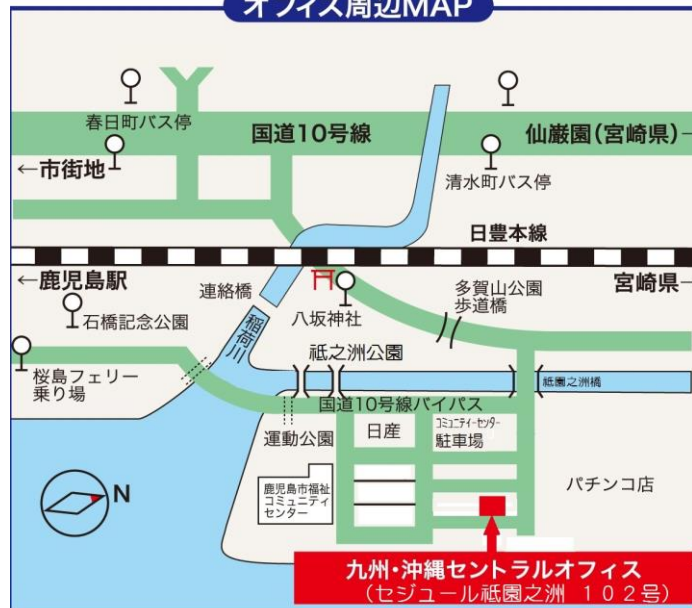 オフィス周辺MAP
春日町バス停
国道10号線
仙巌園(宮崎県)→
←市街地
清水町バス停
日豊本線
←鹿児島駅
宮崎県→
連絡橋
多賀山公園
歩道橋
石橋記念公園
八坂神社
稲荷川
祇之洲公園
桜島フェリー
乗り場
祗園之洲橋
国道10号線バイパス
運動公園
日産
コミュニティーセンター
駐車場
鹿児島市福祉
コミュニティ
センター
パチンコ店
N
九州・沖縄セントラルオフィス
(セジュール祗園之洲 102号)